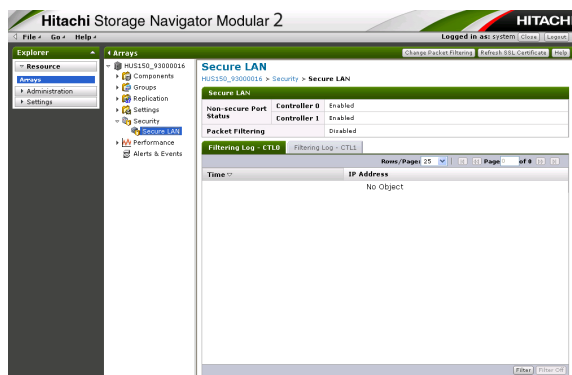 Hitachi Storage Navigator Modular 2
HITACHI
File Go Help
Logged in as: system Close Logout
Explorer
Arrays
Change Packet Filtering Refresh SSL Certificate Help
Resource
Arrays
Administration
Settings
HUS150_93000016
Components
Groups
Replication
Settings
Security
Secure LAN
Performance
Alerts & Events
Secure LAN
HUS150_93000016 > Security > Secure LAN
Secure LAN
Non-secure Port Status
Controller 0 Enabled
Controller 1 Enabled
Packet Filtering Disabled
Filtering Log - CTL0 Filtering Log - CTL1
Rows/Page: 25 Page 0 of 0
Time IP Address
No Object
Filter Filter Off